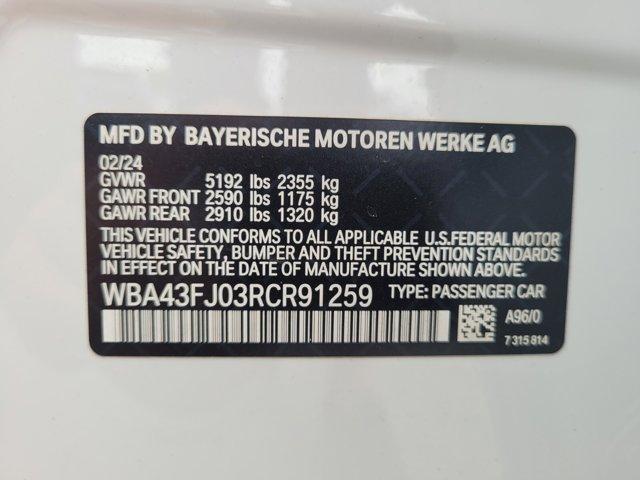 MFD BY BAYERISCHE MOTOREN WERKE AG
02/24
GVWR 5192 lbs 2355 kg
GAWR FRONT 2590 lbs 1175 kg
GAWR REAR 2910 lbs 1320 kg
THIS VEHICLE CONFORMS TO ALL APPLICABLE U.S.FEDERAL MOTOR
VEHICLE SAFETY, BUMPER AND THEFT PREVENTION STANDARDS
IN EFFECT ON THE DATE OF MANUFACTURE SHOWN ABOVE.
WBA43FJ03RCR91259 TYPE: PASSENGER CAR
A96/0
7 315 814